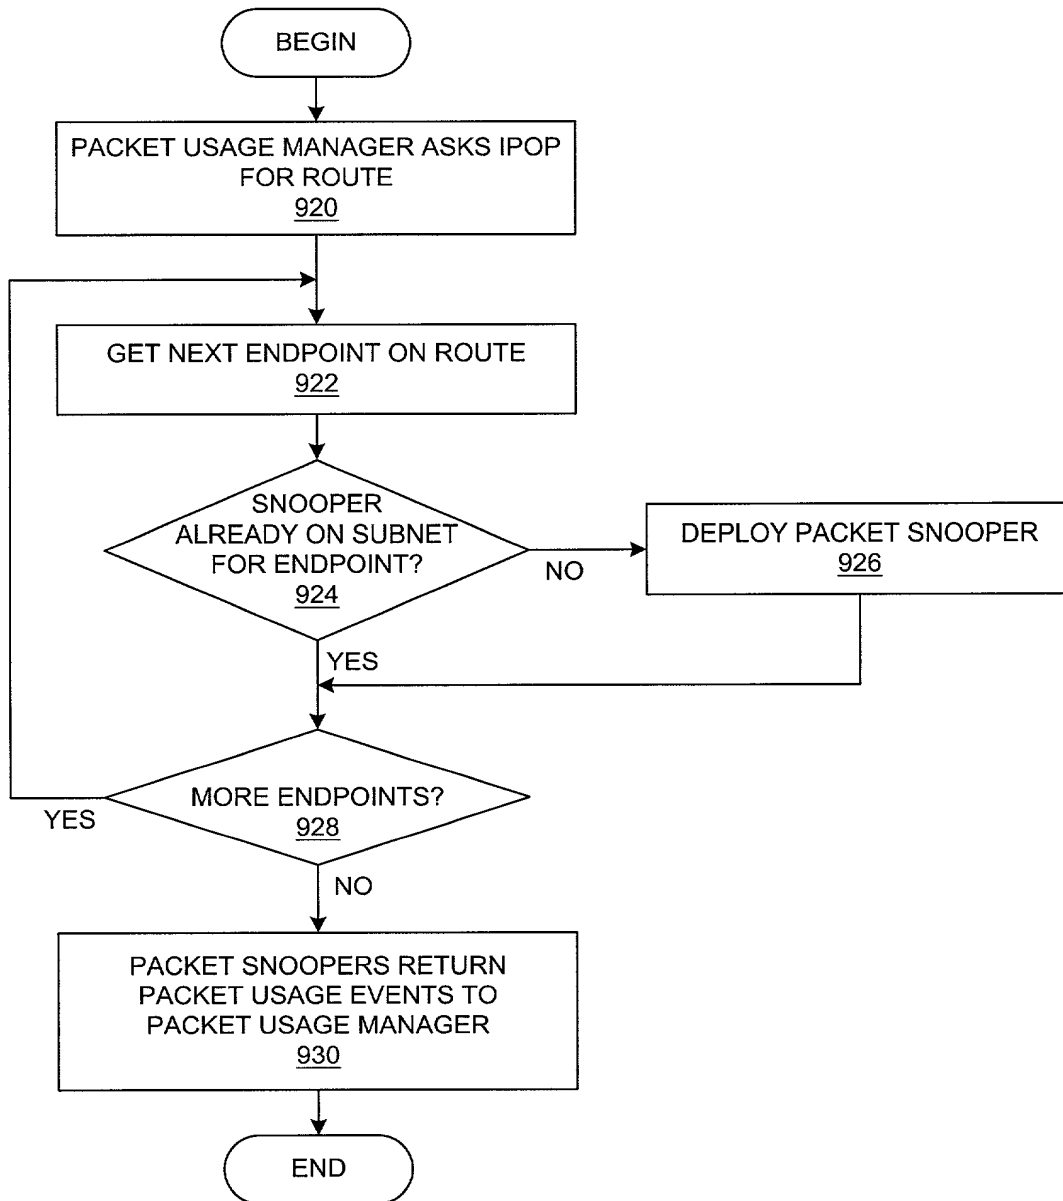 BEGIN
PACKET USAGE MANAGER ASKS IPOP
FOR ROUTE
920
GET NEXT ENDPOINT ON ROUTE
922
SNOOPER
ALREADY ON SUBNET
FOR ENDPOINT?
924
NO
DEPLOY PACKET SNOOPER
926
YES
MORE ENDPOINTS?
928
YES
NO
PACKET SNOOPERS RETURN
PACKET USAGE EVENTS TO
PACKET USAGE MANAGER
930
END